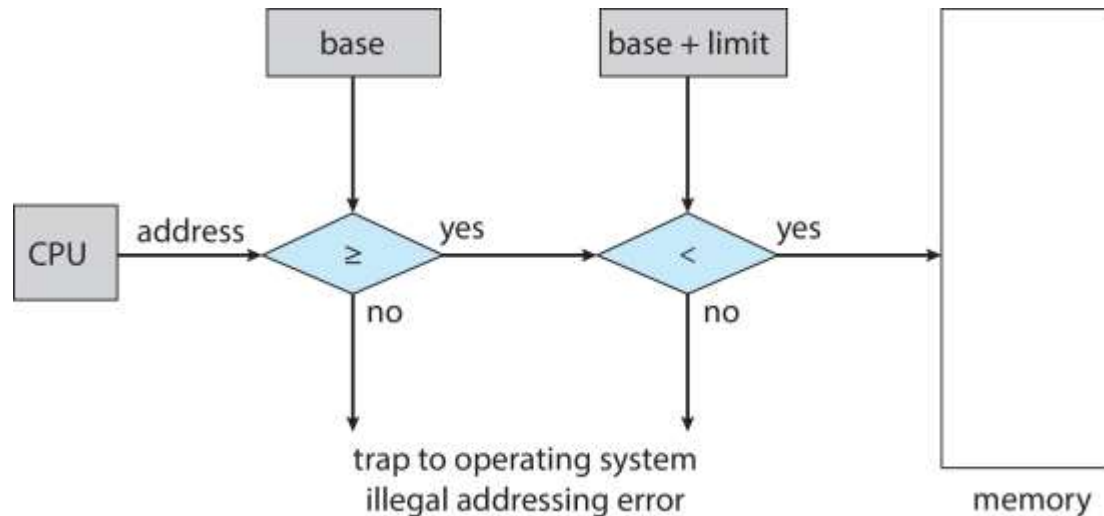 base
base + limit
CPU
address
≥
yes
<
yes
no
no
trap to operating system
illegal addressing error
memory